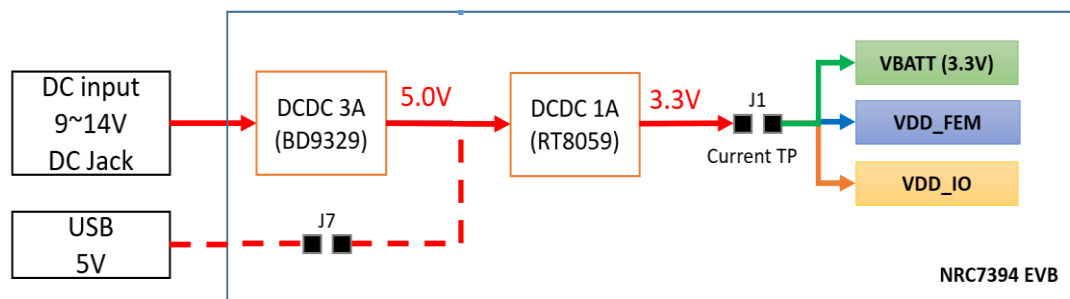 DC input
9~14V
DC Jack
DCDC 3A
(BD9329)
5.0V
DCDC 1A
(RT8059)
3.3V
J1
Current TP
VBATT (3.3V)
VDD_FEM
VDD_IO
USB
5V
J7
NRC7394 EVB